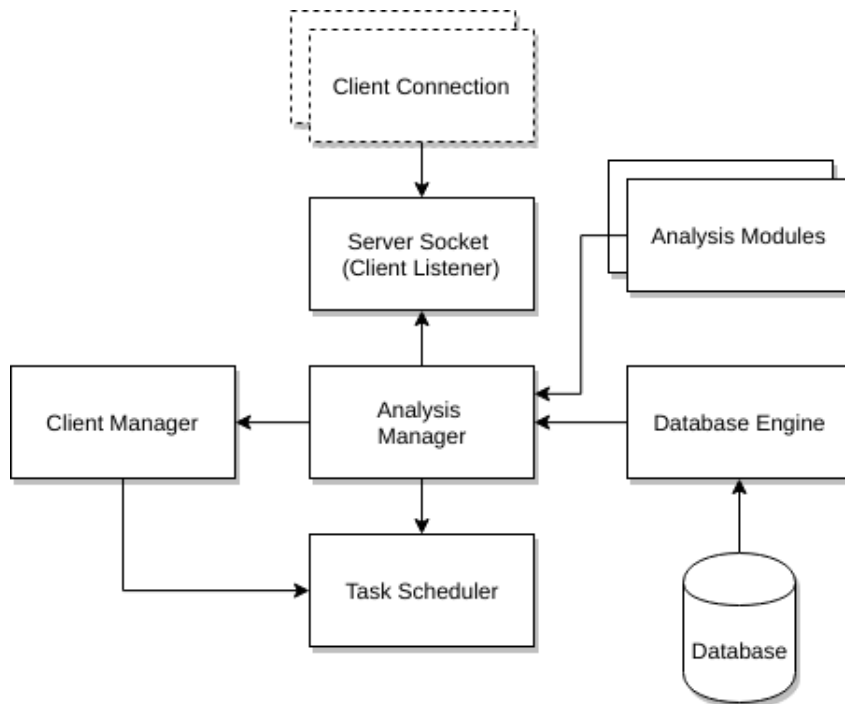 Client Connection
Server Socket
(Client Listener)
Analysis Modules
Client Manager
Analysis
Manager
Database Engine
Task Scheduler
Database